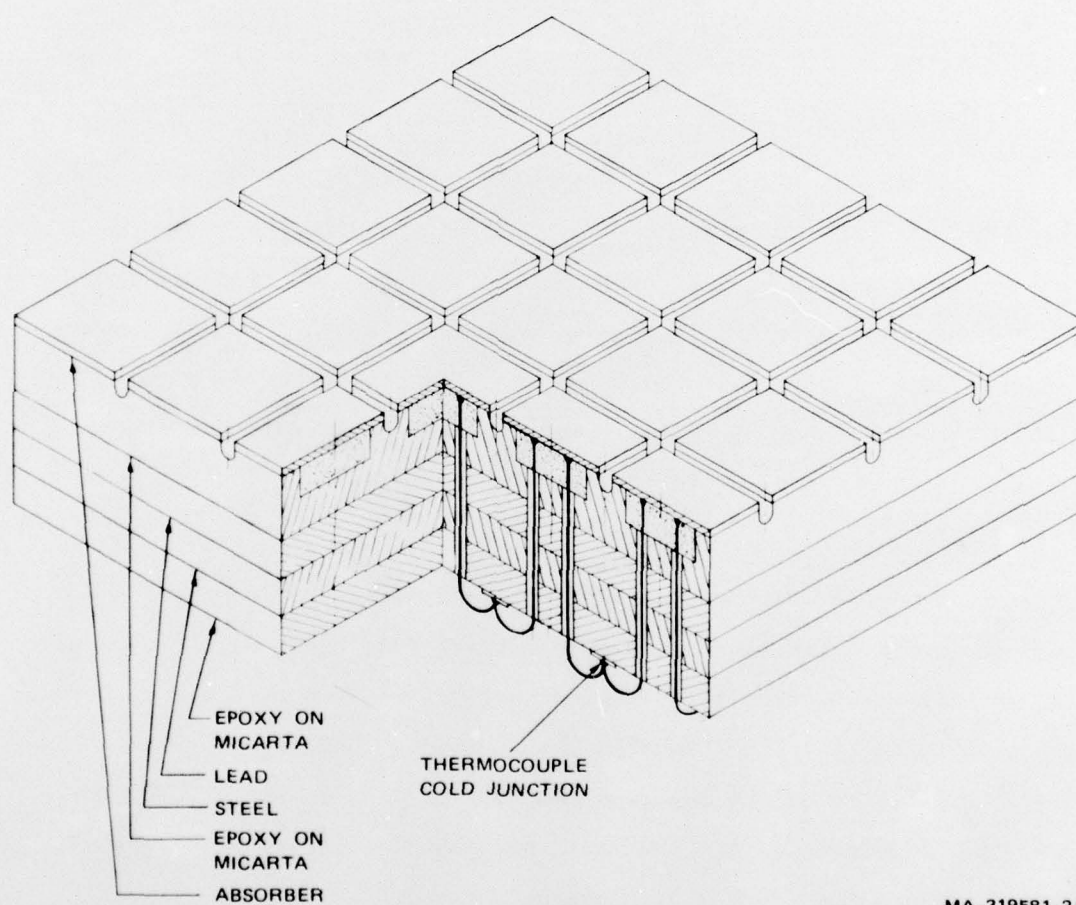 EPOXY ON
MICARTA
LEAD
STEEL
EPOXY ON
MICARTA
ABSORBER
THERMOCOUPLE
COLD JUNCTION